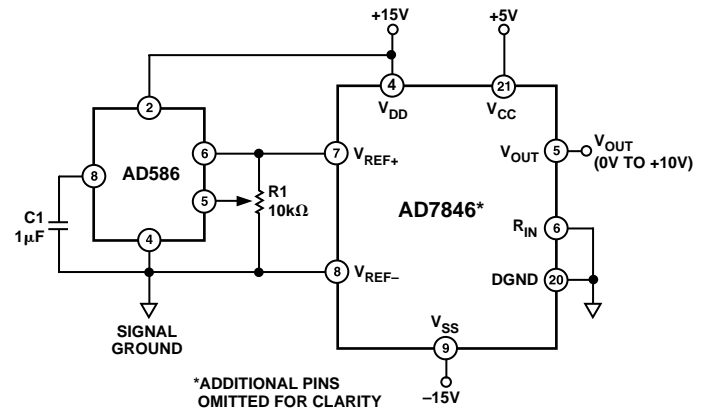 +15V
+5V
2
4
21
V_DD
V_CC
8
AD586
6
7
V_REF+
V_OUT
5
V_OUT
(0V TO +10V)
5
R1
10kΩ
AD7846*
C1
1µF
R_IN
6
4
8
V_REF–
DGND
20
SIGNAL
GROUND
V_SS
9
–15V
*ADDITIONAL PINS
OMITTED FOR CLARITY